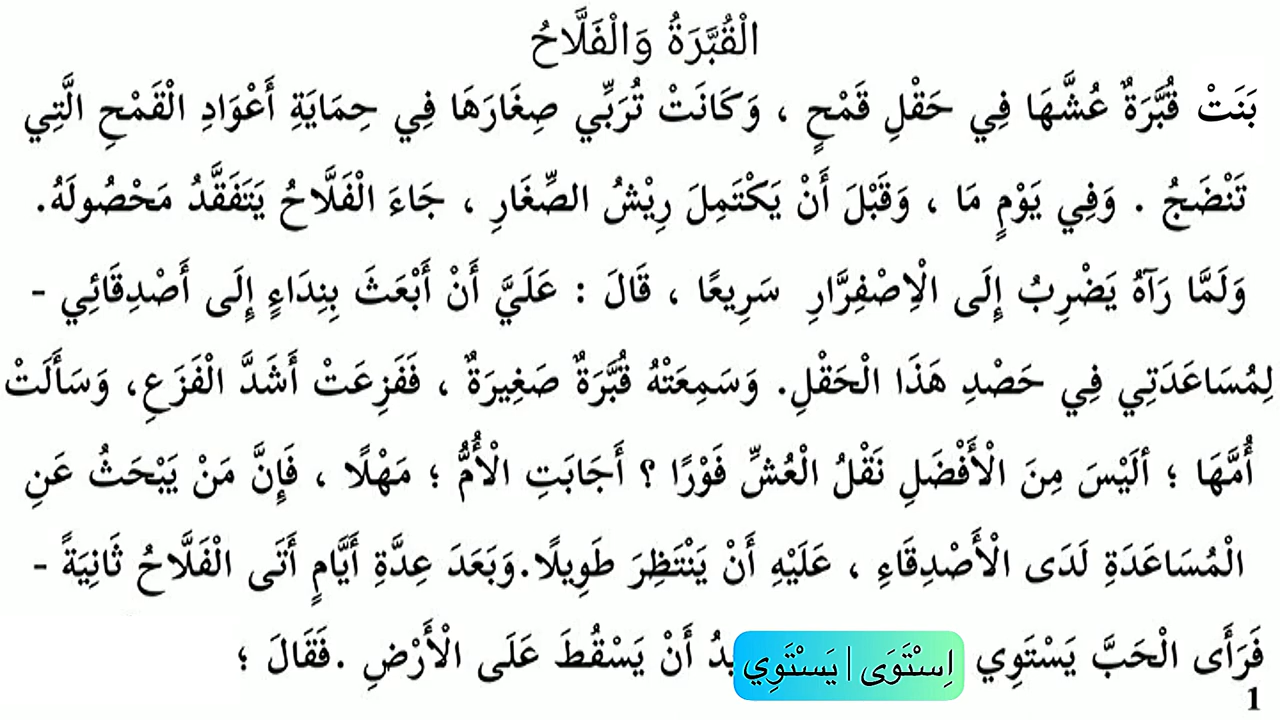 الْقُبَّرَةُ وَالْفَلَّاحُ
بَنَتْ قُبَّرَةٌ عُشَّهَا فِي حَقْلِ قَمْحٍ ، وَكَانَتْ تُرَبِّي صِغَارَهَا فِي حِمَايَةِ أَعْوَادِ الْقَمْحِ الَّتِي
تَنْضَجُ . وَفِي يَوْمٍ مَا ، وَقَبْلَ أَنْ يَكْتَمِلَ رِيْشُ الصِّغَارِ ، جَاءَ الْفَلَّاحُ يَتَفَقَّدُ مَحْصُولَهُ.
وَلَمَّا رَآهُ يَضْرِبُ إِلَى الْاِصْفِرَّارِ سَرِيعًا ، قَالَ : عَلَيَّ أَنْ أَبْعَثَ بِنِدَاءٍ إِلَى أَصْدِقَائِي -
لِمُسَاعَدَتِي فِي حَصْدِ هَذَا الْحَقْلِ. وَسَمِعَتْهُ قُبَّرَةٌ صَغِيرَةٌ ، فَفَزِعَتْ أَشَدَّ الْفَزَعِ، وَسَأَلَتْ
أُمَّهَا ؛ أَلَيْسَ مِنَ الْأَفْضَلِ نَقْلُ الْعُشِّ فَوْرًا ؟ أَجَابَتِ الْأُمُّ ؛ مَهْلًا ، فَإِنَّ مَنْ يَبْحَثُ عَنِ
الْمُسَاعَدَةِ لَدَى الْأَصْدِقَاءِ ، عَلَيْهِ أَنْ يَنْتَظِرَ طَوِيلًا.وَبَعَدَ عِدَّةِ أَيَّامٍ أَتَى الْفَلَّاحُ ثَانِيَةً -
فَرَأَى الْحَبَّ يَسْتَوِي اِسْتَوَى | يَسْتَوِي أَنْ يَسْقُطَ عَلَى الْأَرْضِ .فَقَالَ ؛
1